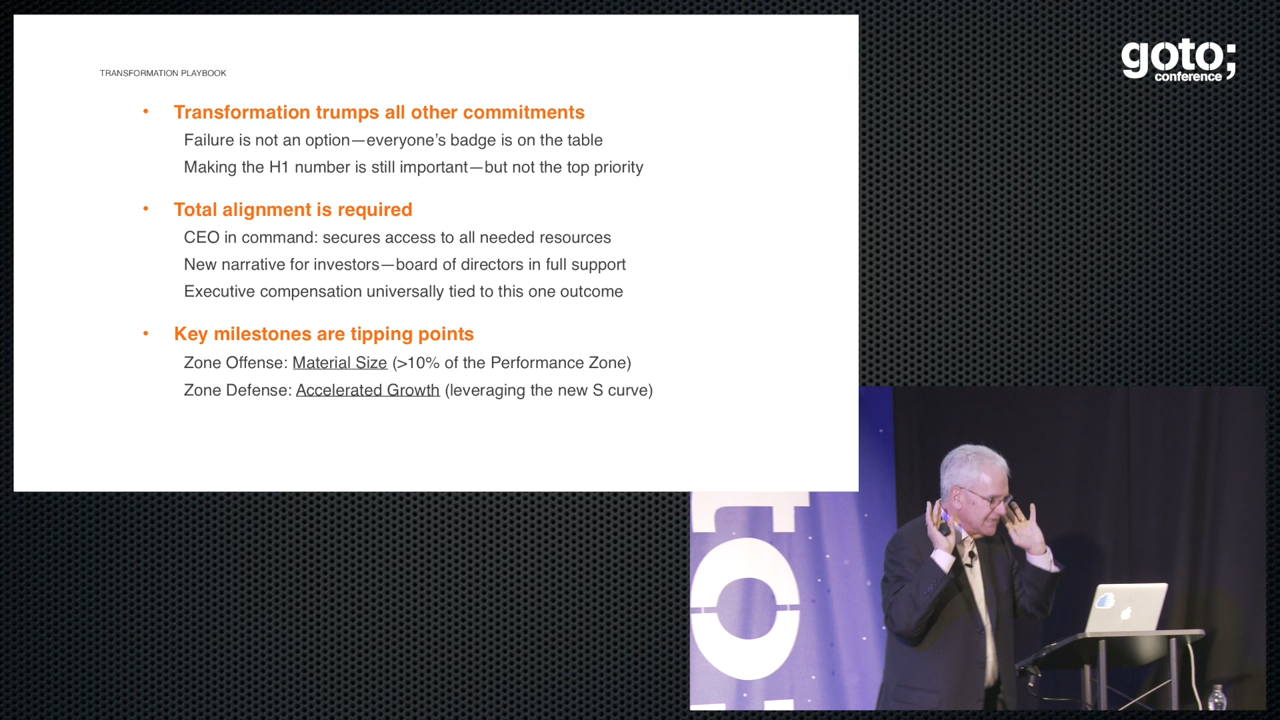 goto;
conference
TRANSFORMATION PLAYBOOK
• Transformation trumps all other commitments
Failure is not an option—everyone’s badge is on the table
Making the H1 number is still important—but not the top priority
• Total alignment is required
CEO in command: secures access to all needed resources
New narrative for investors—board of directors in full support
Executive compensation universally tied to this one outcome
• Key milestones are tipping points
Zone Offense: Material Size (>10% of the Performance Zone)
Zone Defense: Accelerated Growth (leveraging the new S curve)